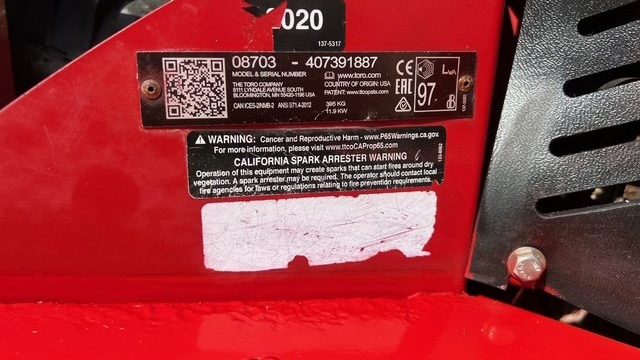 2020
137-5317
08703 - 407391887
MODEL & SERIAL NUMBER
www.toro.com
THE TORO COMPANY
8111 LYNDALE AVENUE SOUTH
BLOOMINGTON, MN 55420-1196 USA
COUNTRY OF ORIGIN: USA
PATENT: www.ttcopats.com
CAN ICES-2/NMB-2
ANSI B71.4-2012
395 KG
11.9 KW
CE
LWA
97
dB
WARNING: Cancer and Reproductive Harm - www.P65Warnings.ca.gov.
For more information, please visit www.ttcoCAProp65.com
CALIFORNIA SPARK ARRESTER WARNING
Operation of this equipment may create sparks that can start fires around dry
vegetation. A spark arrester may be required. The operator should contact local
fire agencies for laws or regulations relating to fire prevention requirements.